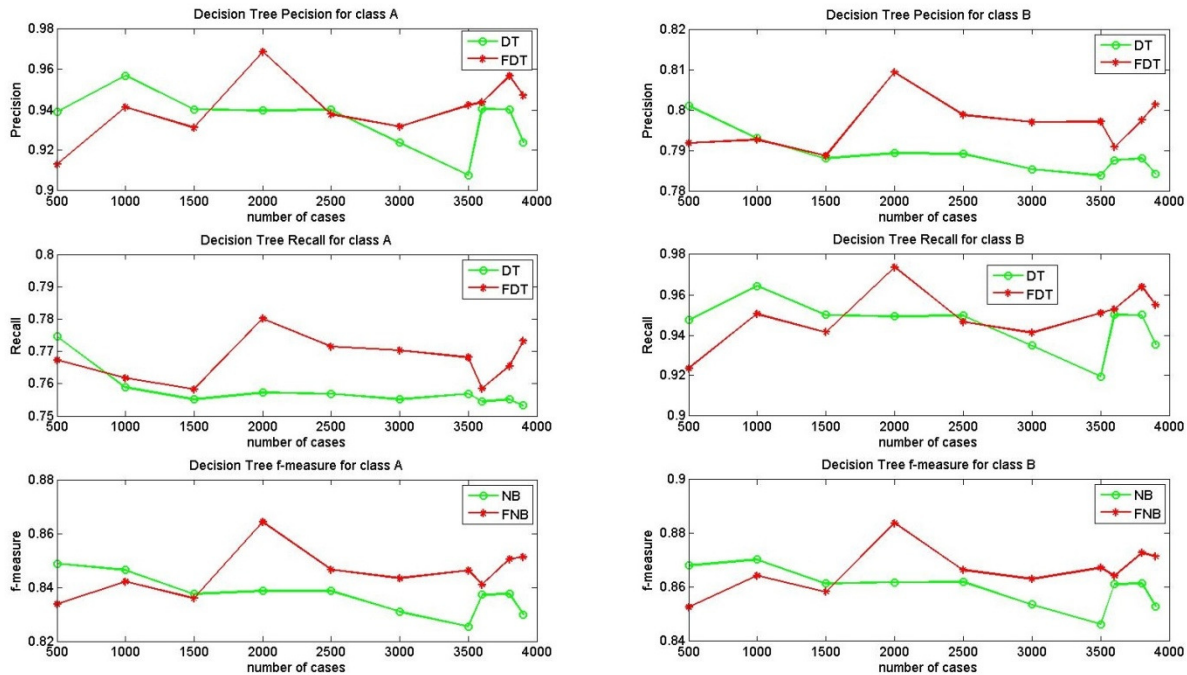 Decision Tree Pecision for class A
0.98
0.96
0.94
0.92
0.9
Precision
DT
FDT
500 1000 1500 2000 2500 3000 3500 4000
number of cases
Decision Tree Pecision for class B
0.82
0.81
0.8
0.79
0.78
Precision
DT
FDT
500 1000 1500 2000 2500 3000 3500 4000
number of cases
Decision Tree Recall for class A
0.8
0.79
0.78
0.77
0.76
0.75
Recall
DT
FDT
500 1000 1500 2000 2500 3000 3500 4000
number of cases
Decision Tree Recall for class B
0.98
0.96
0.94
0.92
0.9
Recall
DT
FDT
500 1000 1500 2000 2500 3000 3500 4000
number of cases
Decision Tree f-measure for class A
0.88
0.86
0.84
0.82
f-measure
NB
FNB
500 1000 1500 2000 2500 3000 3500 4000
number of cases
Decision Tree f-measure for class B
0.9
0.88
0.86
0.84
f-measure
NB
FNB
500 1000 1500 2000 2500 3000 3500 4000
number of cases